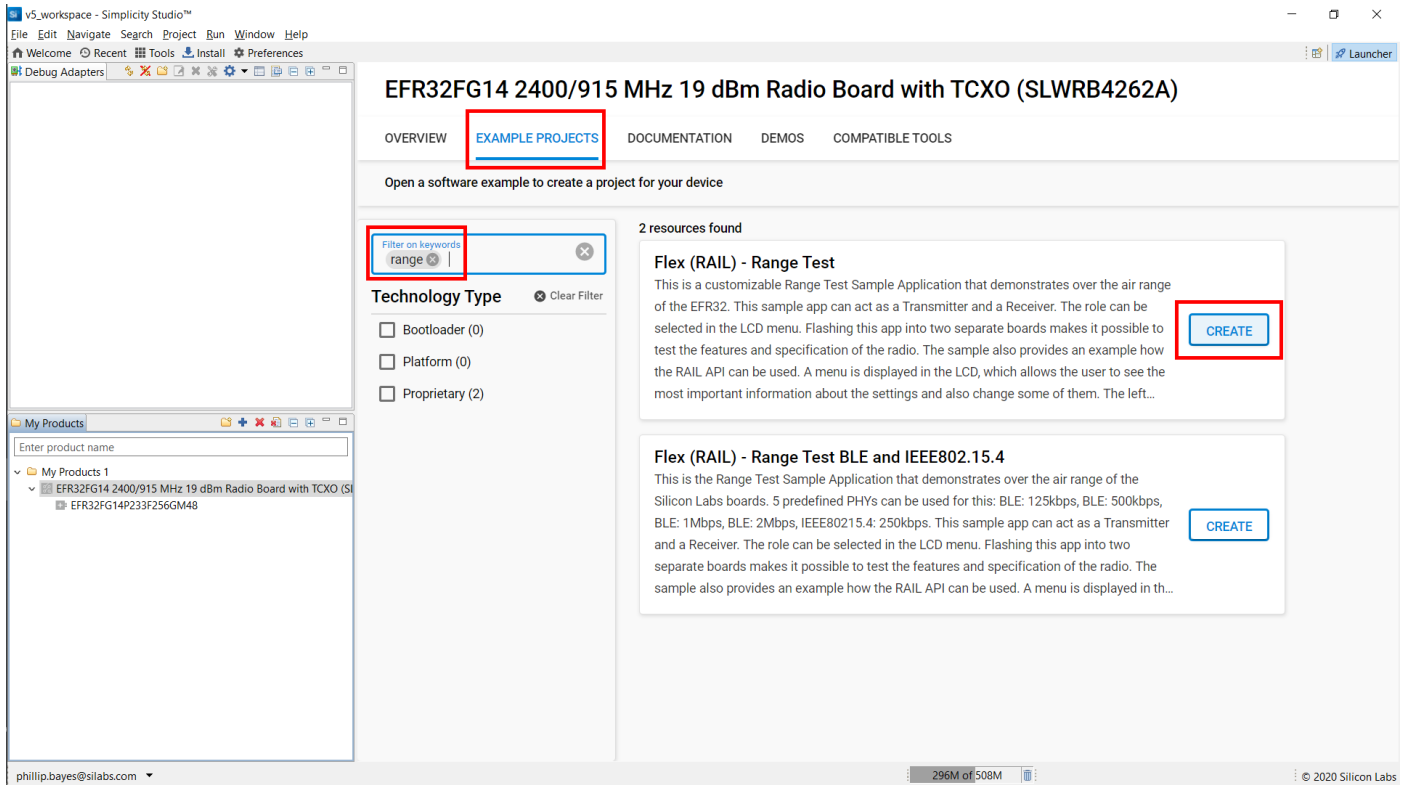 v5_workspace - Simplicity Studio™
File Edit Navigate Search Project Run Window Help
Welcome Recent Tools Install Preferences
Launcher
Debug Adapters
EFR32FG14 2400/915 MHz 19 dBm Radio Board with TCXO (SLWRB4262A)
OVERVIEW EXAMPLE PROJECTS DOCUMENTATION DEMOS COMPATIBLE TOOLS
Open a software example to create a project for your device
Filter on keywords
range
Technology Type Clear Filter
Bootloader (0)
Platform (0)
Proprietary (2)
2 resources found
Flex (RAIL) - Range Test
This is a customizable Range Test Sample Application that demonstrates over the air range
of the EFR32. This sample app can act as a Transmitter and a Receiver. The role can be
selected in the LCD menu. Flashing this app into two separate boards makes it possible to
test the features and specification of the radio. The sample also provides an example how
the RAIL API can be used. A menu is displayed in the LCD, which allows the user to see the
most important information about the settings and also change some of them. The left...
CREATE
Flex (RAIL) - Range Test BLE and IEEE802.15.4
This is the Range Test Sample Application that demonstrates over the air range of the
Silicon Labs boards. 5 predefined PHYs can be used for this: BLE: 125kbps, BLE: 500kbps,
BLE: 1Mbps, BLE: 2Mbps, IEEE80215.4: 250kbps. This sample app can act as a Transmitter
and a Receiver. The role can be selected in the LCD menu. Flashing this app into two
separate boards makes it possible to test the features and specification of the radio. The
sample also provides an example how the RAIL API can be used. A menu is displayed in th...
CREATE
My Products
Enter product name
My Products 1
EFR32FG14 2400/915 MHz 19 dBm Radio Board with TCXO (Sl
EFR32FG14P233F256GM48
phillip.bayes@silabs.com
296M of 508M
© 2020 Silicon Labs